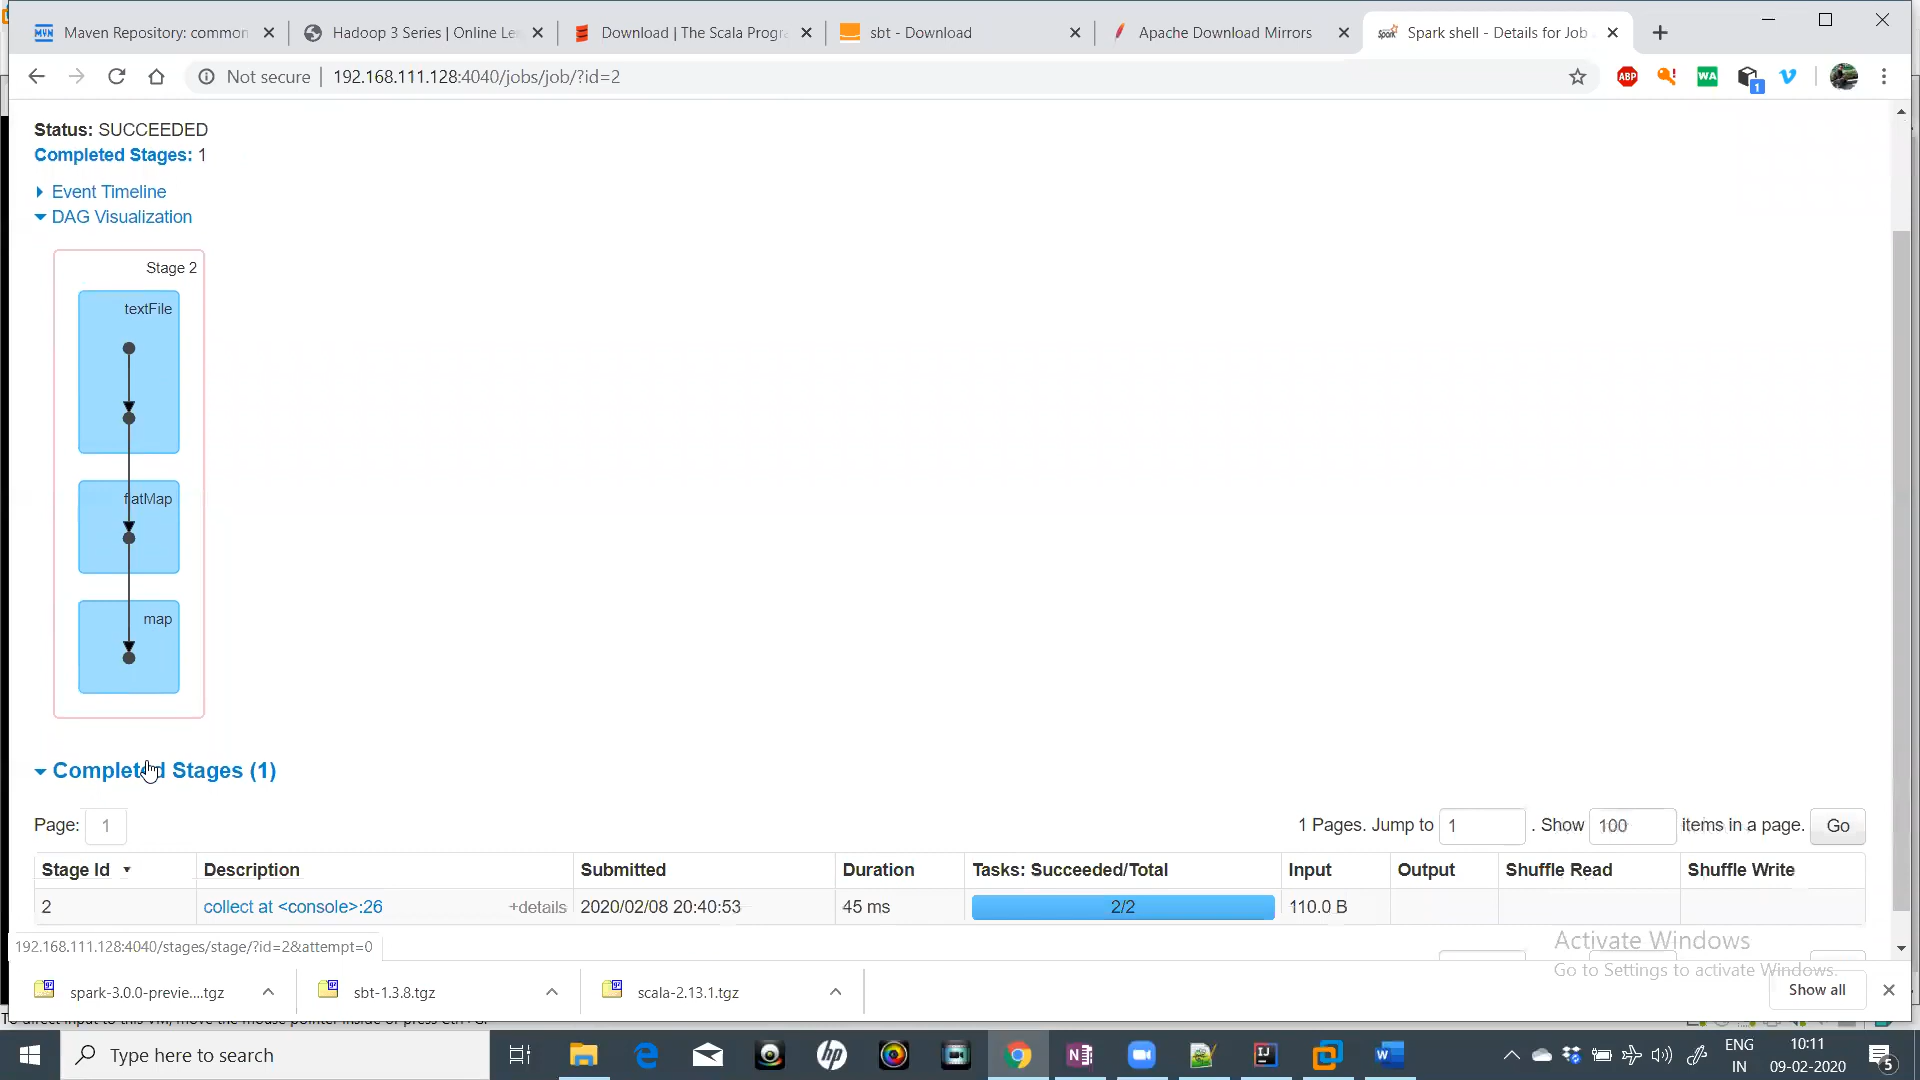 Maven Repository: common
Hadoop 3 Series | Online Le
Download | The Scala Progra
sbt - Download
Apache Download Mirrors
Spark shell - Details for Job
Not secure | 192.168.111.128:4040/jobs/job/?id=2
ABP
WA
1
Status: SUCCEEDED
Completed Stages: 1
Event Timeline
DAG Visualization
Stage 2
textFile
flatMap
map
Completed Stages (1)
Page: 1
1 Pages. Jump to 1 . Show 100 items in a page. Go
Stage Id Description Submitted Duration Tasks: Succeeded/Total Input Output Shuffle Read Shuffle Write
2 collect at <console>:26 +details 2020/02/08 20:40:53 45 ms 2/2 110.0 B
192.168.111.128:4040/stages/stage/?id=2&attempt=0
Activate Windows
Go to Settings to activate Windows.
spark-3.0.0-previe....tgz
sbt-1.3.8.tgz
scala-2.13.1.tgz
Show all
Type here to search
ENG
IN
10:11
09-02-2020
5